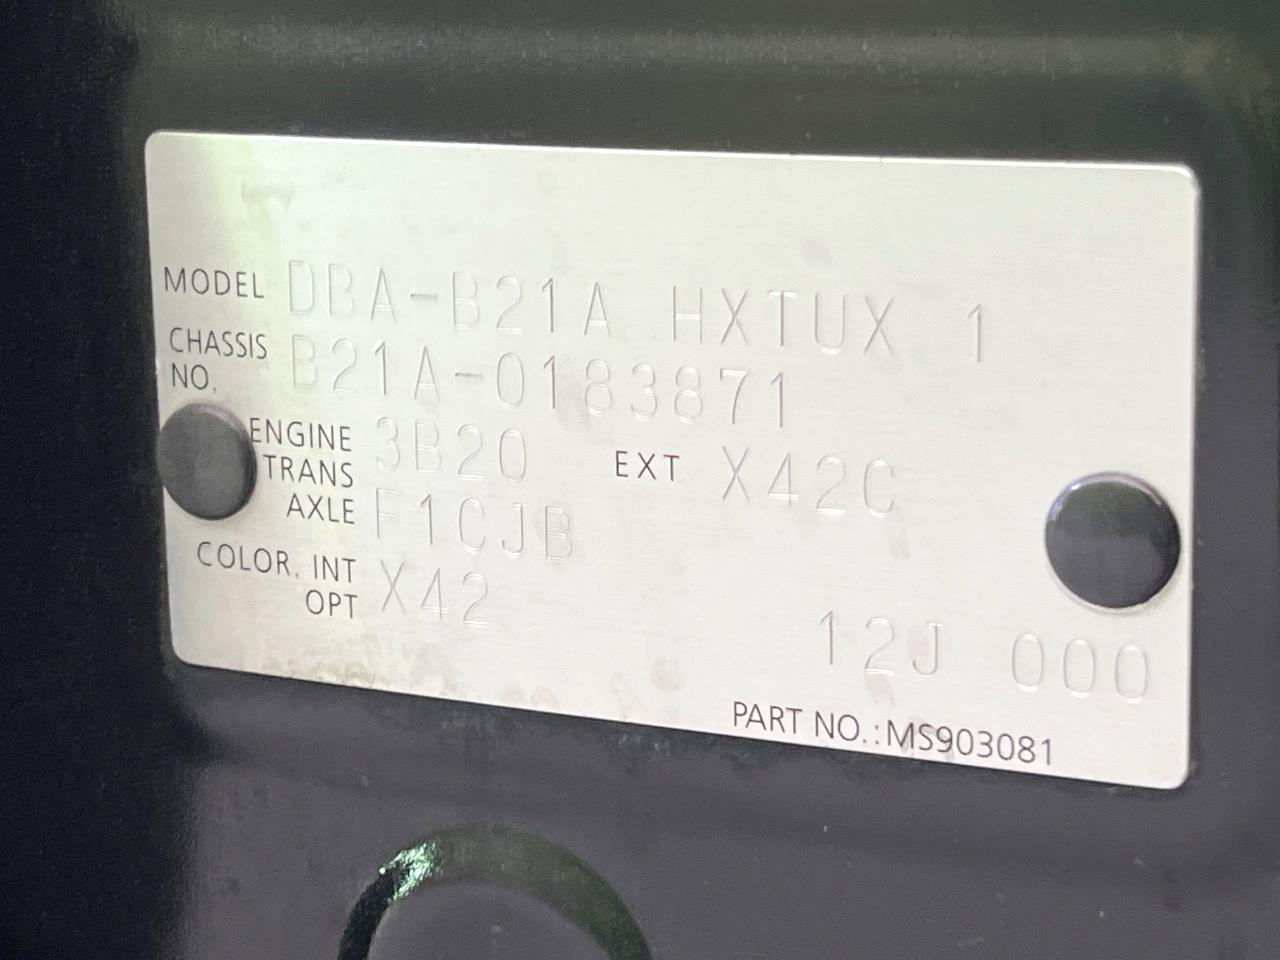 MODEL DBA-B21A HXTUX 1
CHASSIS NO. B21A-0183871
ENGINE 3B20 EXT X42C
TRANS AXLE F1CJB
COLOR. INT OPT X42
12J 000
PART NO.:MS903081